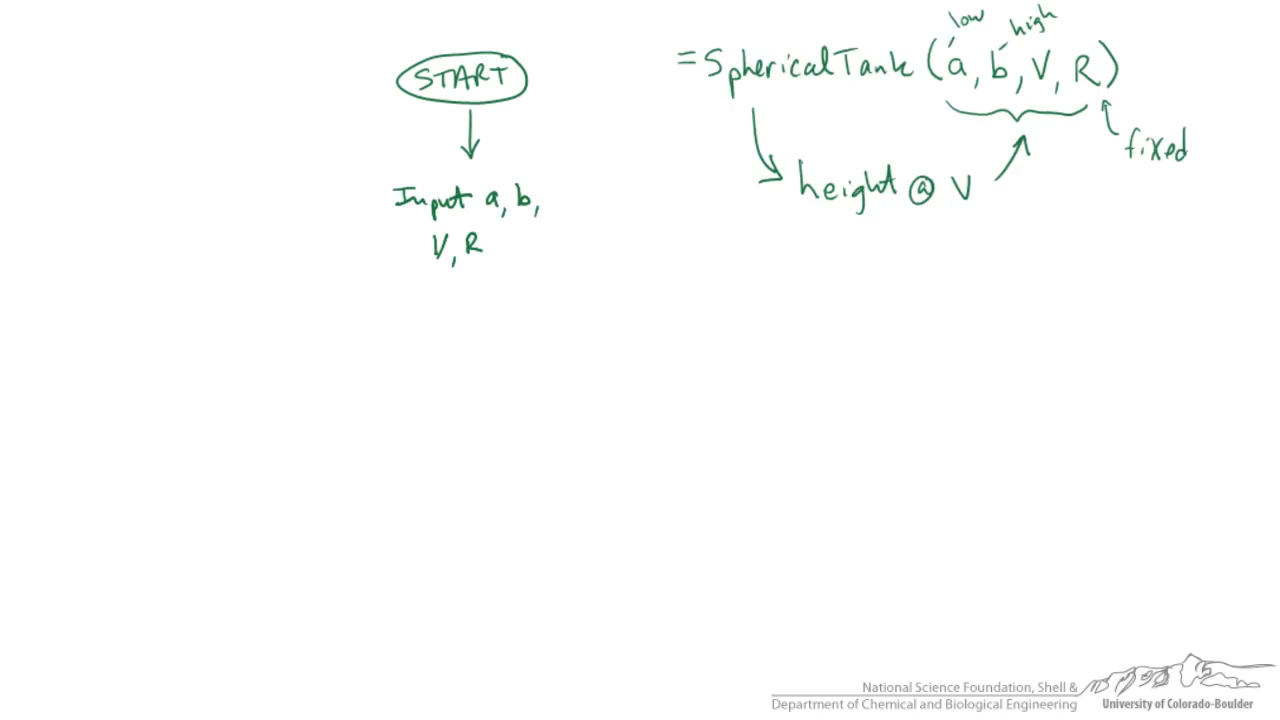 START
Input a, b,
V, R
low high
=SphericalTank (a, b, V, R)
fixed
height @ V
National Science Foundation, Shell &
Department of Chemical and Biological Engineering
University of Colorado-Boulder